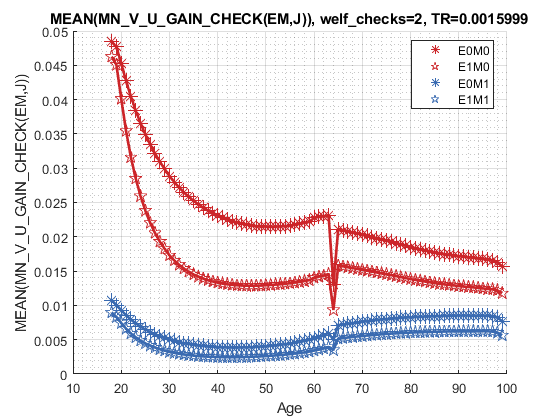 MEAN(MN_V_U_GAIN_CHECK(EM,J)), welf_checks=2, TR=0.0015999
0.05
0.045
0.04
0.035
0.03
0.025
0.02
0.015
0.01
0.005
0
MEAN(MN_V_U_GAIN_CHECK(EM,J))
E0M0
E1M0
E0M1
E1M1
10 20 30 40 50 60 70 80 90 100
Age